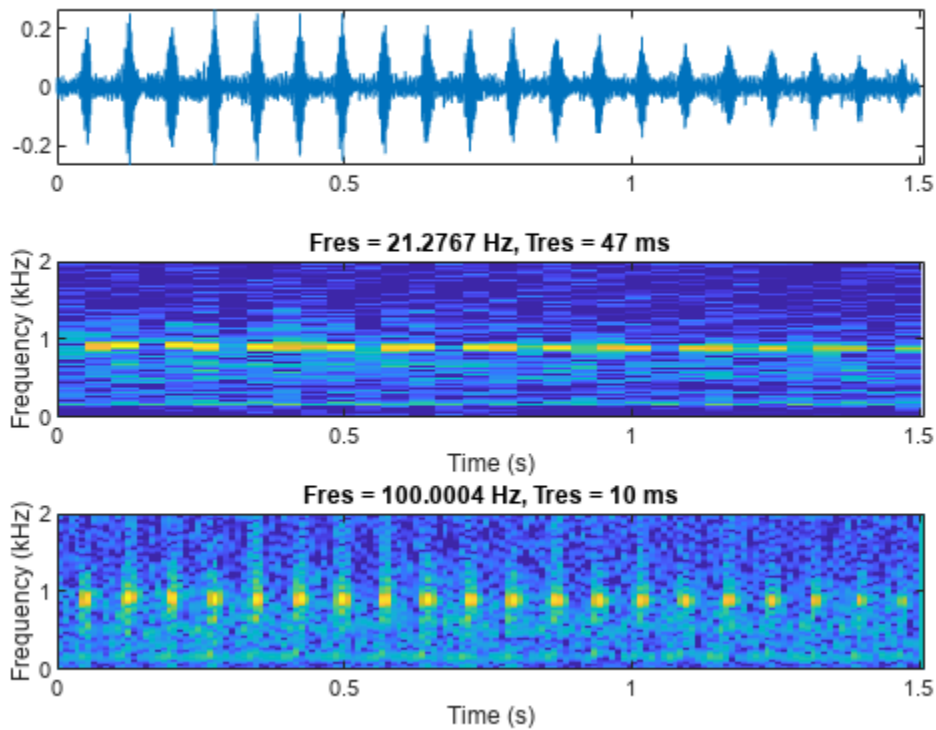 0.2
0
-0.2
0 0.5 1 1.5
Fres = 21.2767 Hz, Tres = 47 ms
Frequency (kHz)
2
1
0
0 0.5 1 1.5
Time (s)
Fres = 100.0004 Hz, Tres = 10 ms
Frequency (kHz)
2
1
0
0 0.5 1 1.5
Time (s)